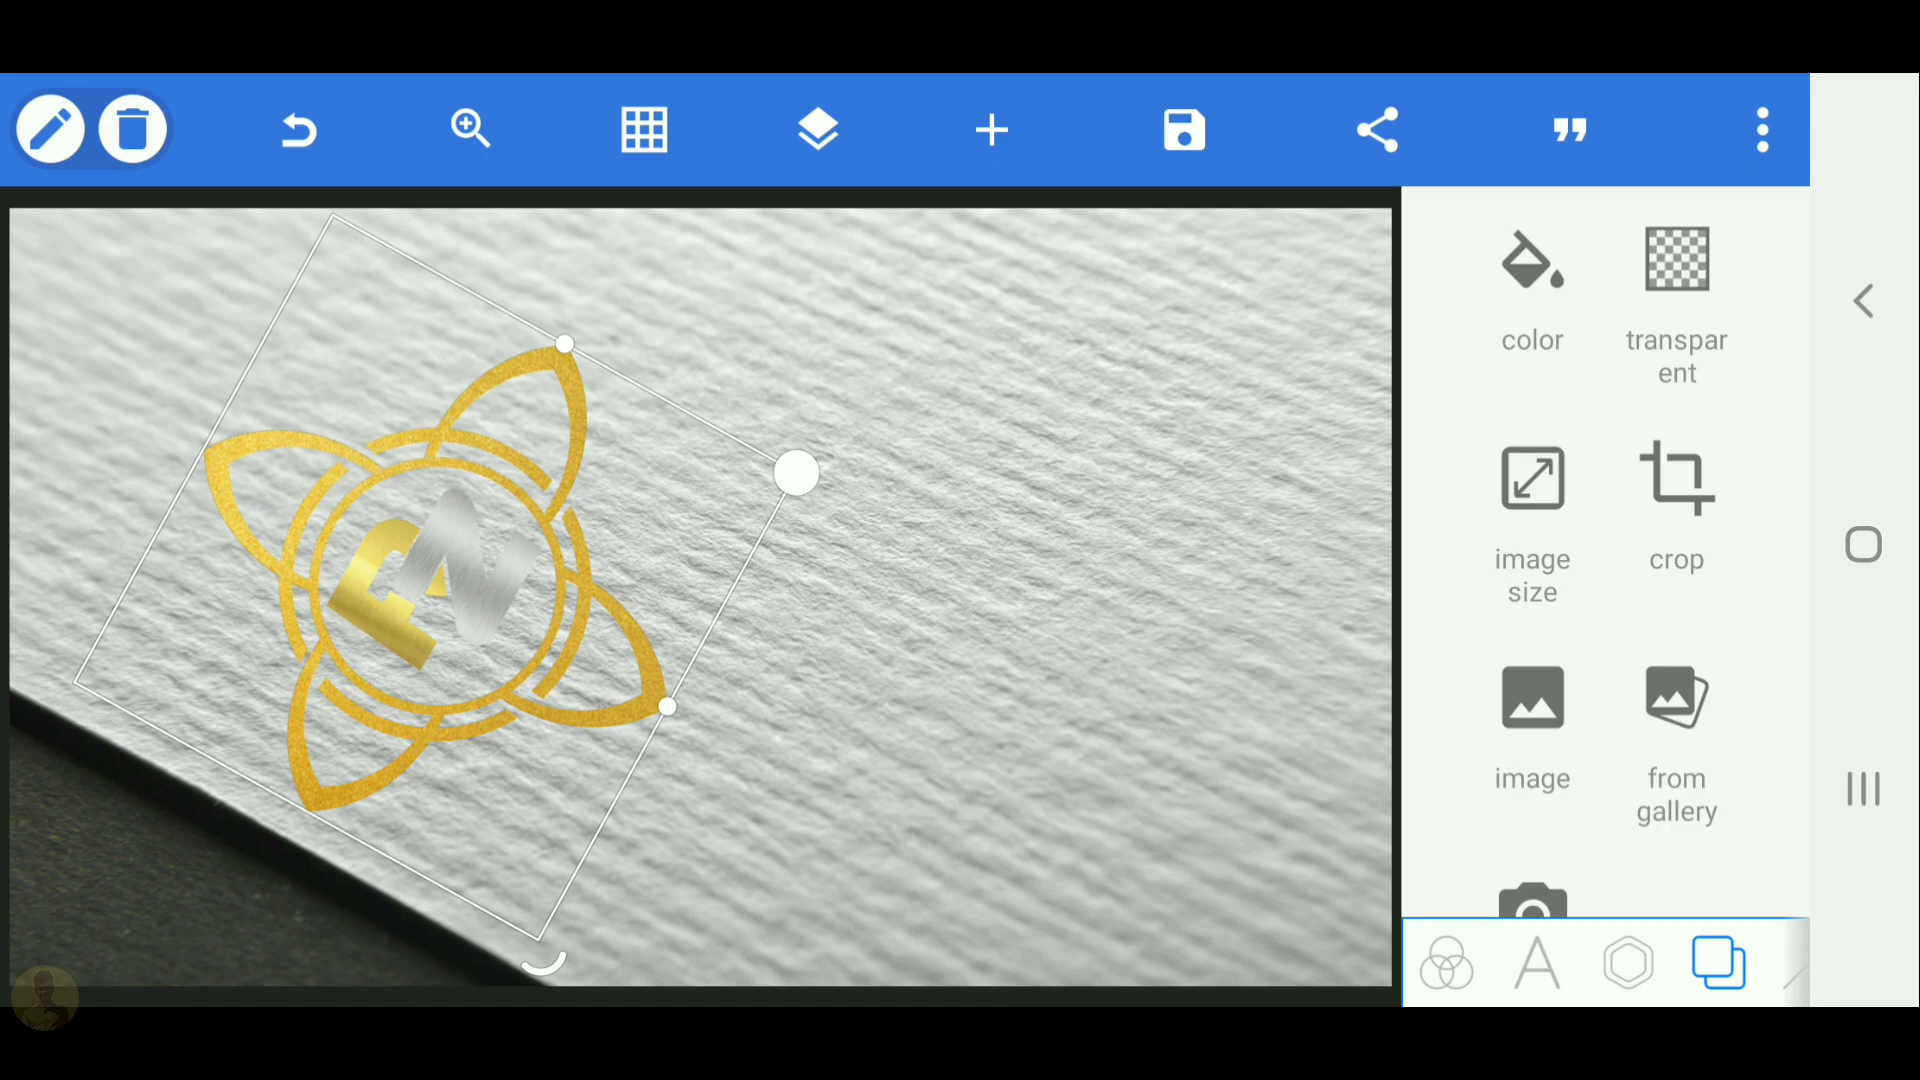 color
transpar
ent
image
size
crop
image
from
gallery